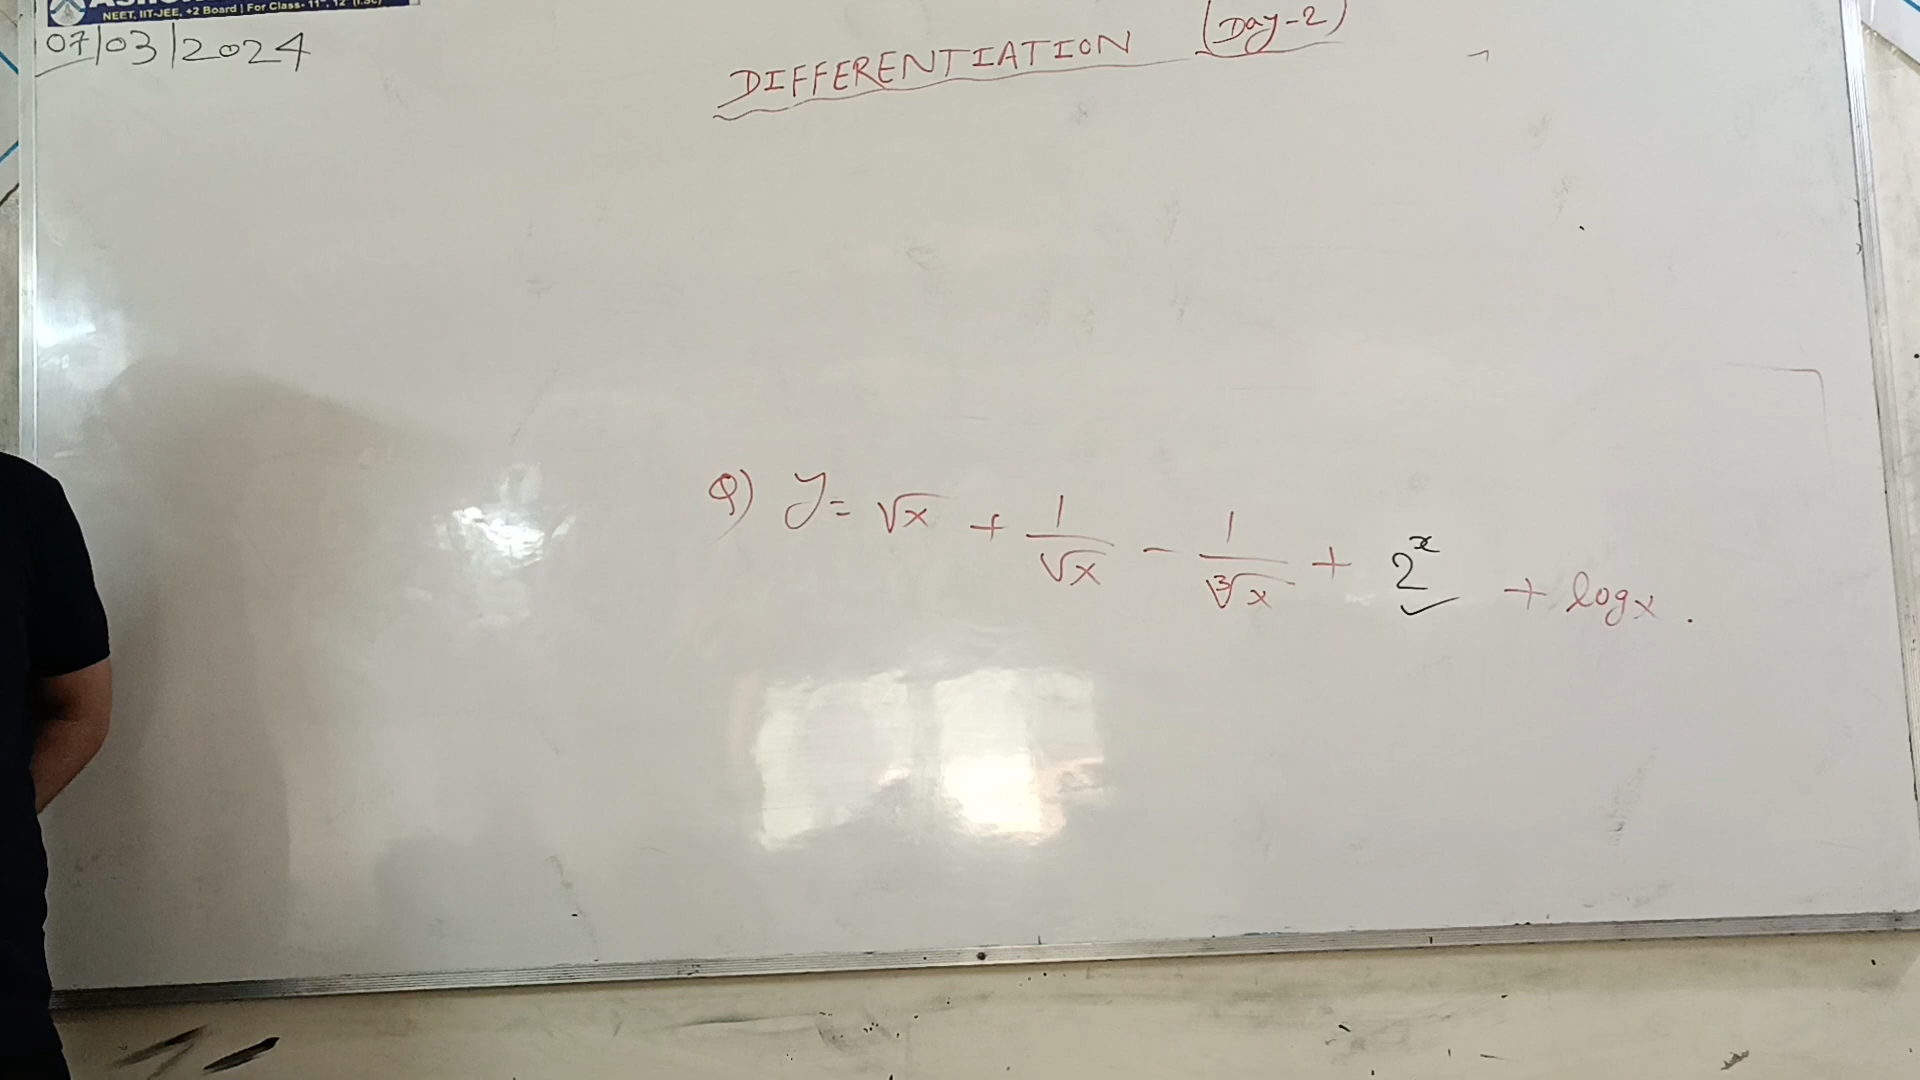 NEET, IIT-JEE, +2 Board | For Class- 11th, 12th (I.Sc)
07/03/2024
DIFFERENTIATION (Day-2)
Q) y = √x + 1/√x - 1/∛x + 2^x + log x .